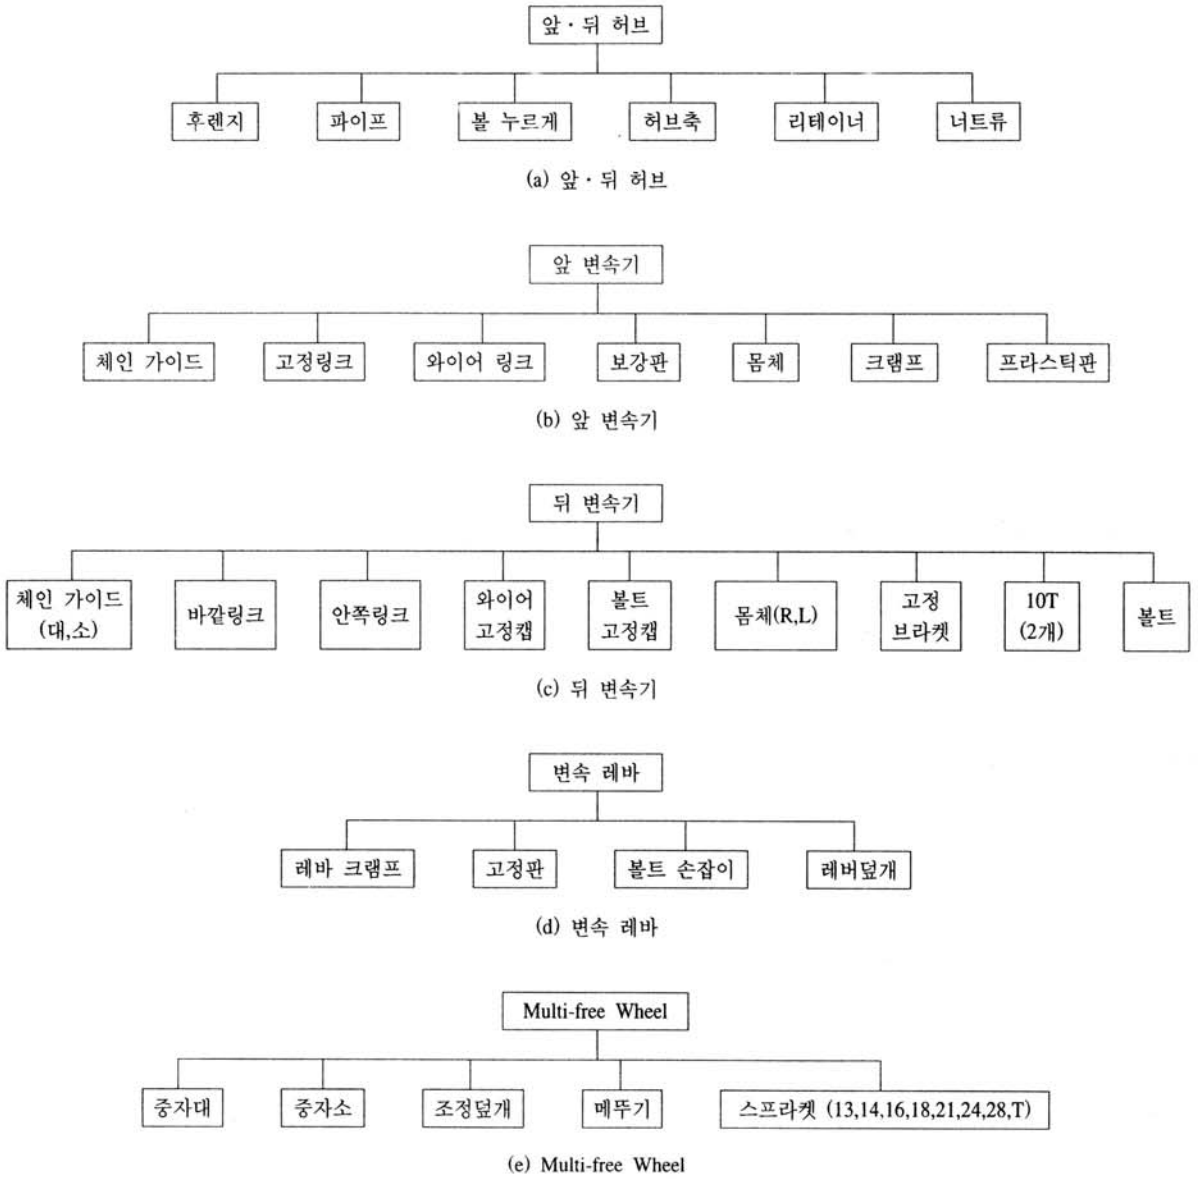 앞 · 뒤 허브
후렌지 파이프 볼 누르게 허브축 리테이너 너트류
(a) 앞 · 뒤 허브
앞 변속기
체인 가이드 고정링크 와이어 링크 보강판 몸체 크램프 프라스틱판
(b) 앞 변속기
뒤 변속기
체인 가이드
(대,소)
바깥링크
안쪽링크
와이어
고정캡
볼트
고정캡
몸체(R,L)
고정
브라켓
10T
(2개)
볼트
(c) 뒤 변속기
변속 레바
레바 크램프 고정판 볼트 손잡이 레버덮개
(d) 변속 레바
Multi-free Wheel
중자대 중자소 조정덮개 메뚜기 스프라켓 (13,14,16,18,21,24,28,T)
(e) Multi-free Wheel